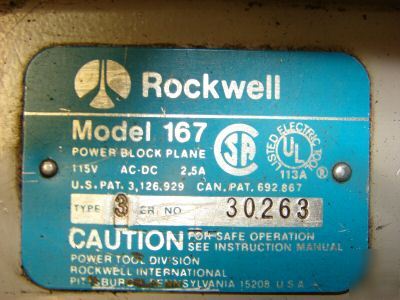 Rockwell
Model 167
POWER BLOCK PLANE
115V AC-DC 2.5A
SA
LISTED ELECTRIC TOOL
UL
®
113A
U.S. PAT. 3,126,929 CAN. PAT. 692 867
TYPE 3 SER. NO 30263
CAUTION FOR SAFE OPERATION
SEE INSTRUCTION MANUAL
POWER TOOL DIVISION
ROCKWELL INTERNATIONAL
PITTSBURGH, PENNSYLVANIA 15208 U.S.A.